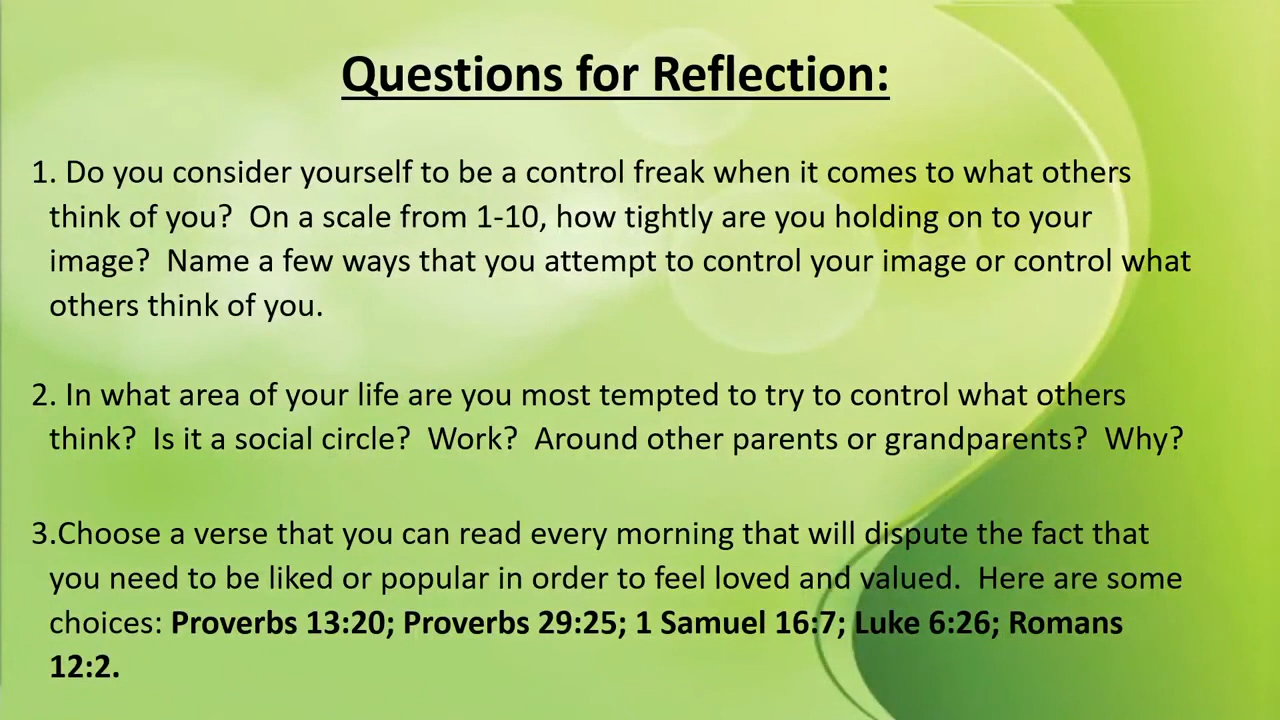 Questions for Reflection:
1. Do you consider yourself to be a control freak when it comes to what others
think of you?  On a scale from 1-10, how tightly are you holding on to your
image?  Name a few ways that you attempt to control your image or control what
others think of you.
2. In what area of your life are you most tempted to try to control what others
think?  Is it a social circle?  Work?  Around other parents or grandparents?  Why?
3.Choose a verse that you can read every morning that will dispute the fact that
you need to be liked or popular in order to feel loved and valued.  Here are some
choices: Proverbs 13:20; Proverbs 29:25; 1 Samuel 16:7; Luke 6:26; Romans
12:2.